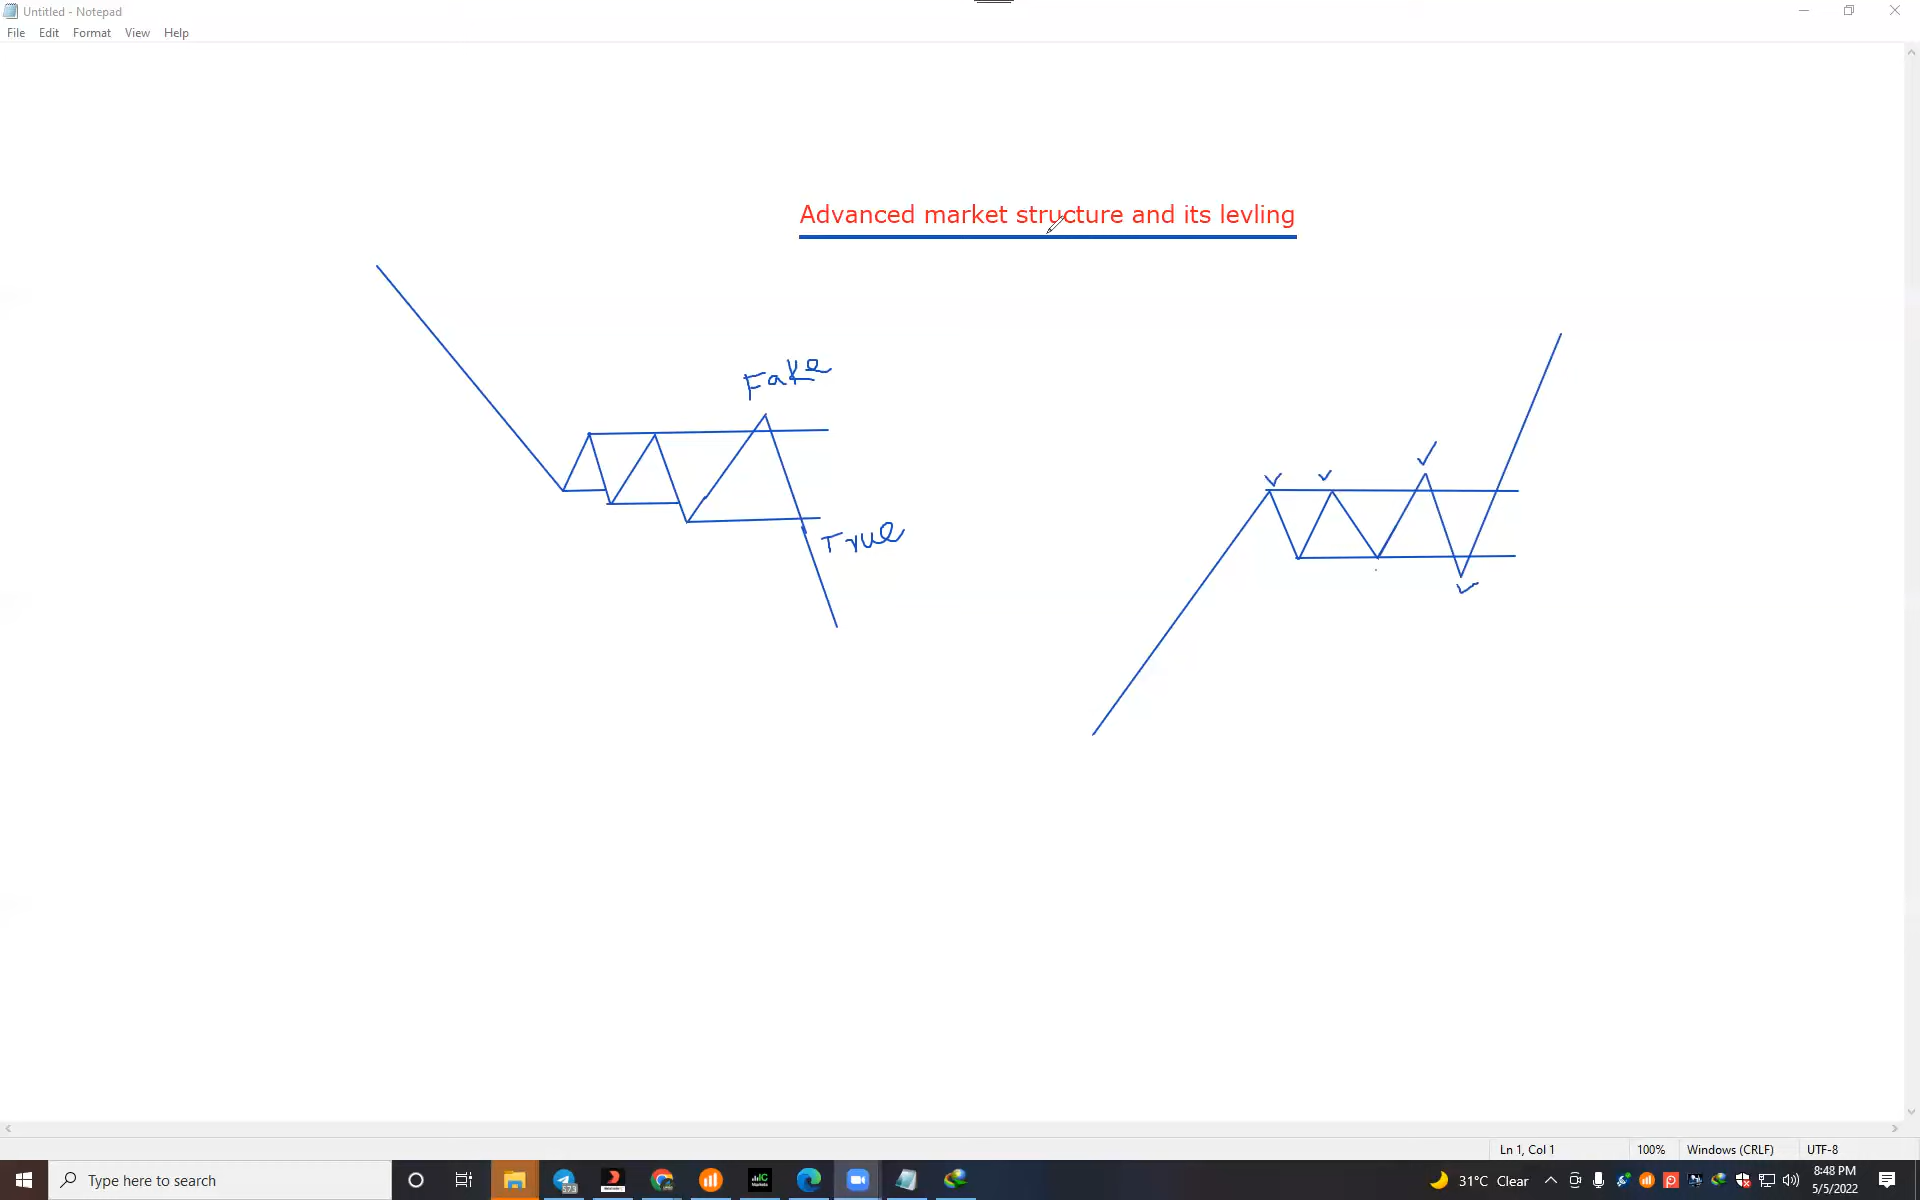 Untitled - Notepad
File Edit Format View Help
Advanced market structure and its levling
Fake
True
Ln 1, Col 1 100% Windows (CRLF) UTF-8
Type here to search
573
31°C Clear
8:48 PM
5/5/2022